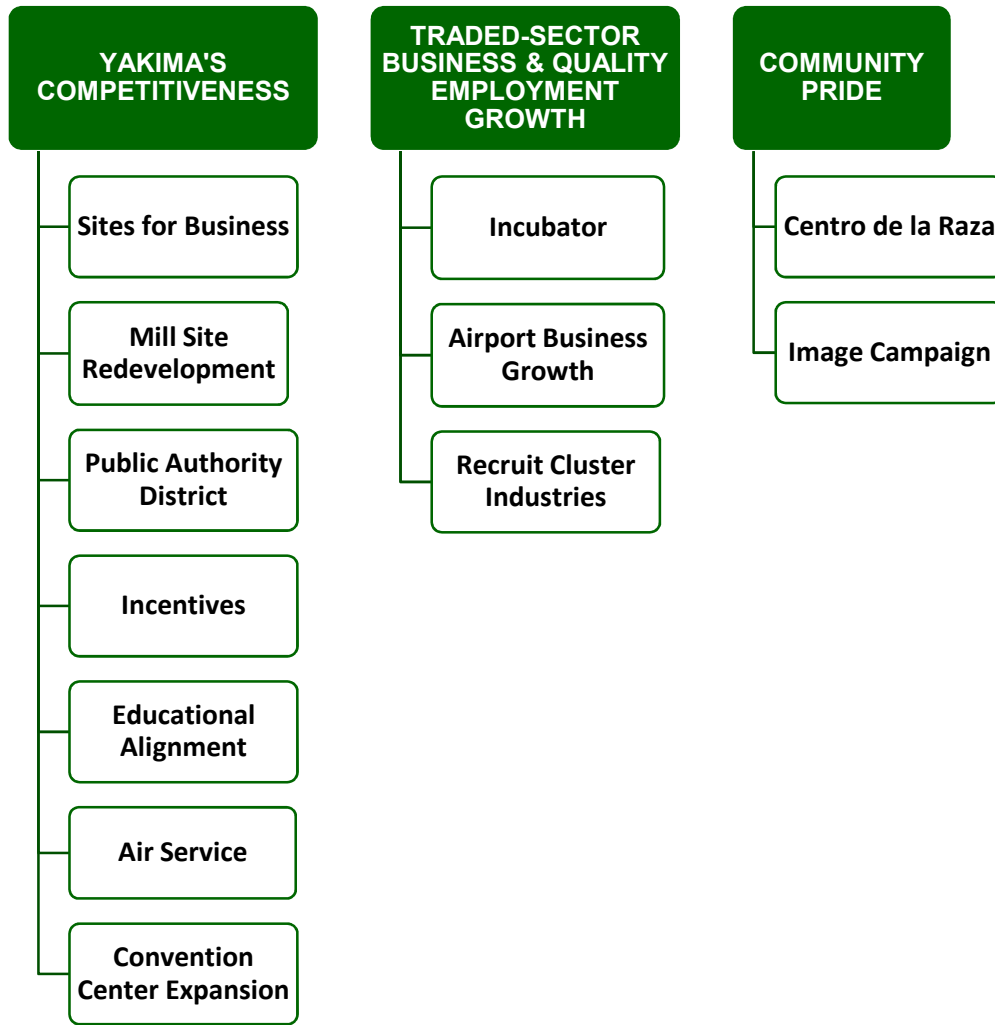 YAKIMA'S
COMPETITIVENESS
Sites for Business
Mill Site
Redevelopment
Public Authority
District
Incentives
Educational
Alignment
Air Service
Convention
Center Expansion
TRADED-SECTOR
BUSINESS & QUALITY
EMPLOYMENT
GROWTH
Incubator
Airport Business
Growth
Recruit Cluster
Industries
COMMUNITY
PRIDE
Centro de la Raza
Image Campaign